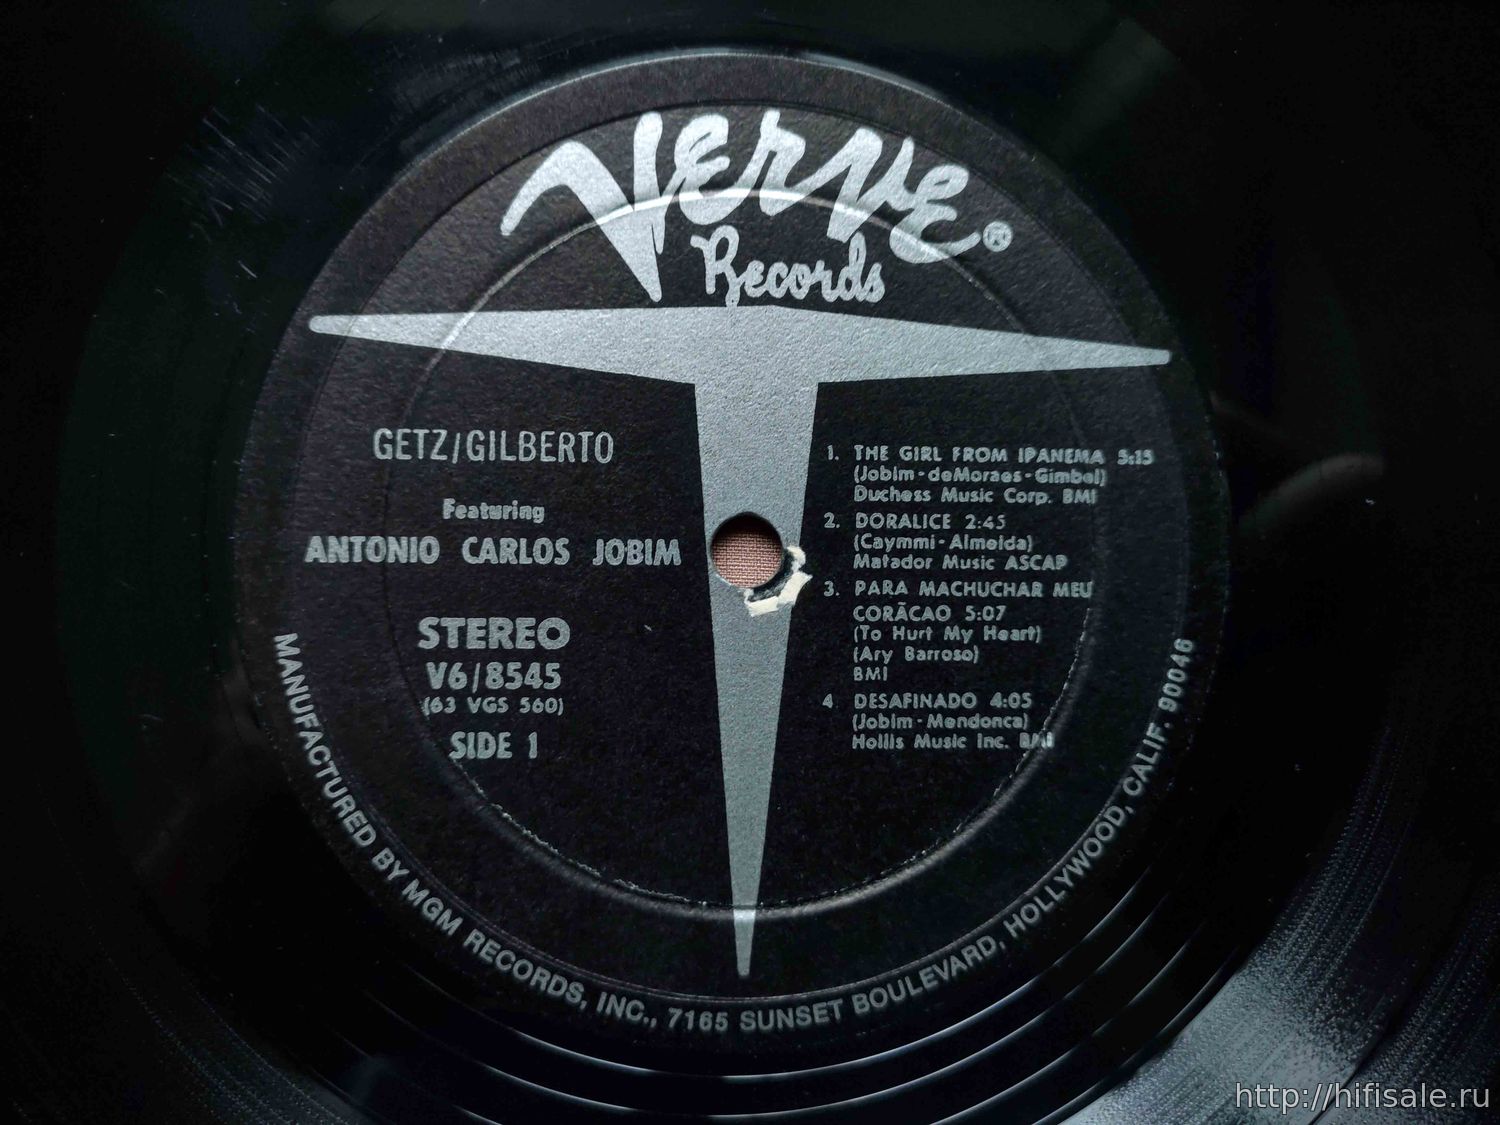 Verve ®
Records
GETZ/GILBERTO
Featuring
ANTONIO CARLOS JOBIM
STEREO
V6/8545
(63 VGS 560)
SIDE 1
1. THE GIRL FROM IPANEMA 5:15
(Jobim-deMoraes-Gimbel)
Duchess Music Corp. BMI
2. DORALICE 2:45
(Caymmi-Almeida)
Matador Music ASCAP
3. PARA MACHUCHAR MEU
CORÃCAO 5:07
(To Hurt My Heart)
(Ary Barroso)
BMI
4 DESAFINADO 4:05
(Jobim-Mendonca)
Hollis Music Inc. BMI
MANUFACTURED BY MGM RECORDS, INC., 7165 SUNSET BOULEVARD, HOLLYWOOD, CALIF. 90046
http://hifisale.ru